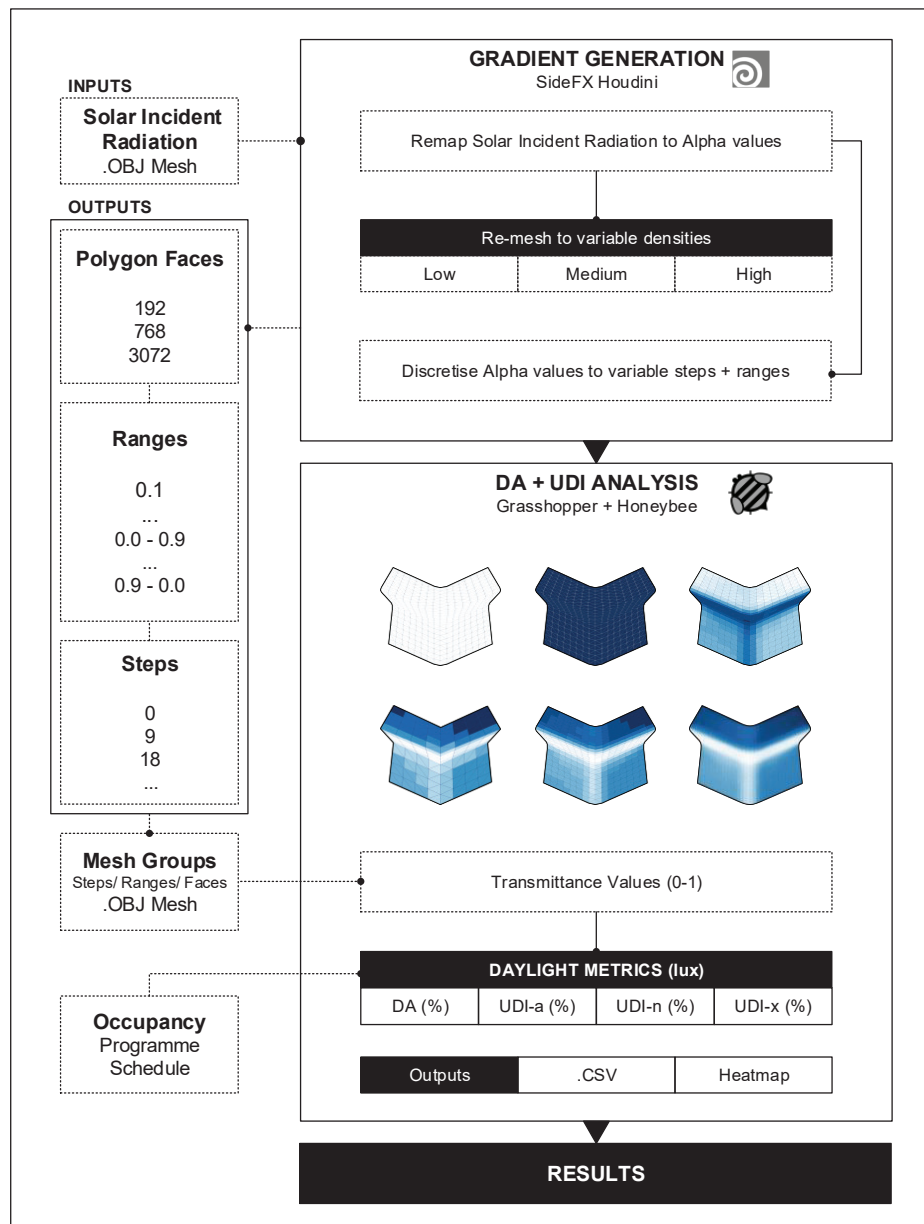 INPUTS
Solar Incident
Radiation
.OBJ Mesh
OUTPUTS
Polygon Faces
192
768
3072
Ranges
0.1
...
0.0 - 0.9
...
0.9 - 0.0
Steps
0
9
18
...
Mesh Groups
Steps/ Ranges/ Faces
.OBJ Mesh
Occupancy
Programme
Schedule
GRADIENT GENERATION
SideFX Houdini
Remap Solar Incident Radiation to Alpha values
Re-mesh to variable densities
Low Medium High
Discretise Alpha values to variable steps + ranges
DA + UDI ANALYSIS
Grasshopper + Honeybee
Transmittance Values (0-1)
DAYLIGHT METRICS (lux)
DA (%) UDI-a (%) UDI-n (%) UDI-x (%)
Outputs .CSV Heatmap
RESULTS